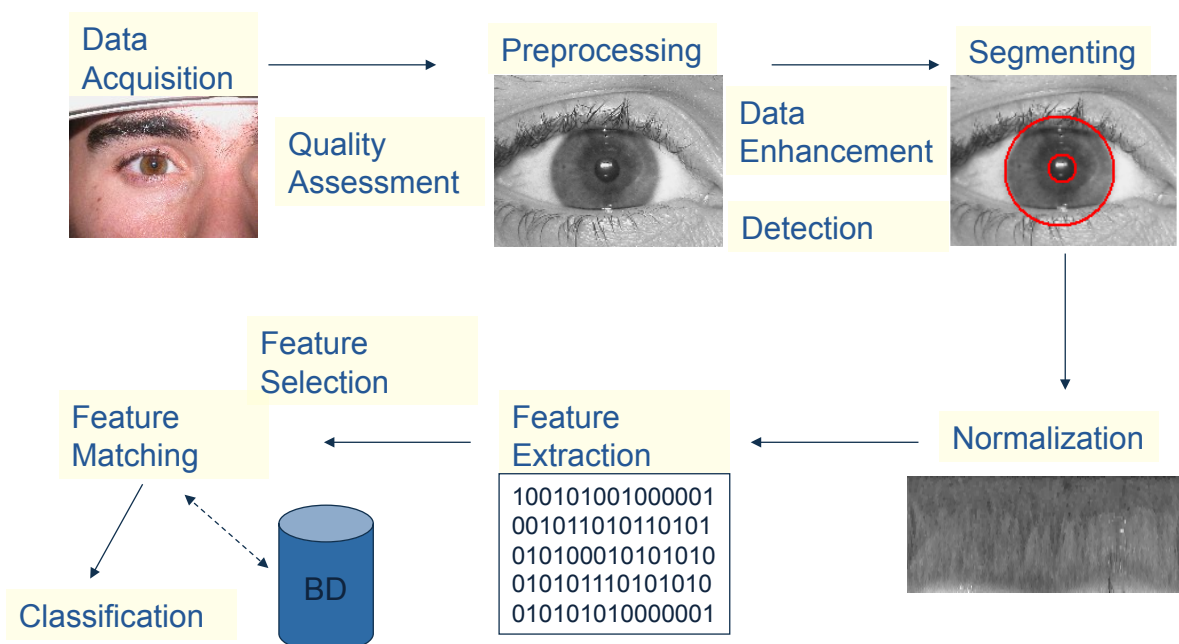 Data
Acquisition
Quality
Assessment
Preprocessing
Data
Enhancement
Detection
Segmenting
Normalization
Feature
Extraction
100101001000001
001011010110101
010100010101010
010101110101010
010101010000001
Feature
Selection
Feature
Matching
BD
Classification